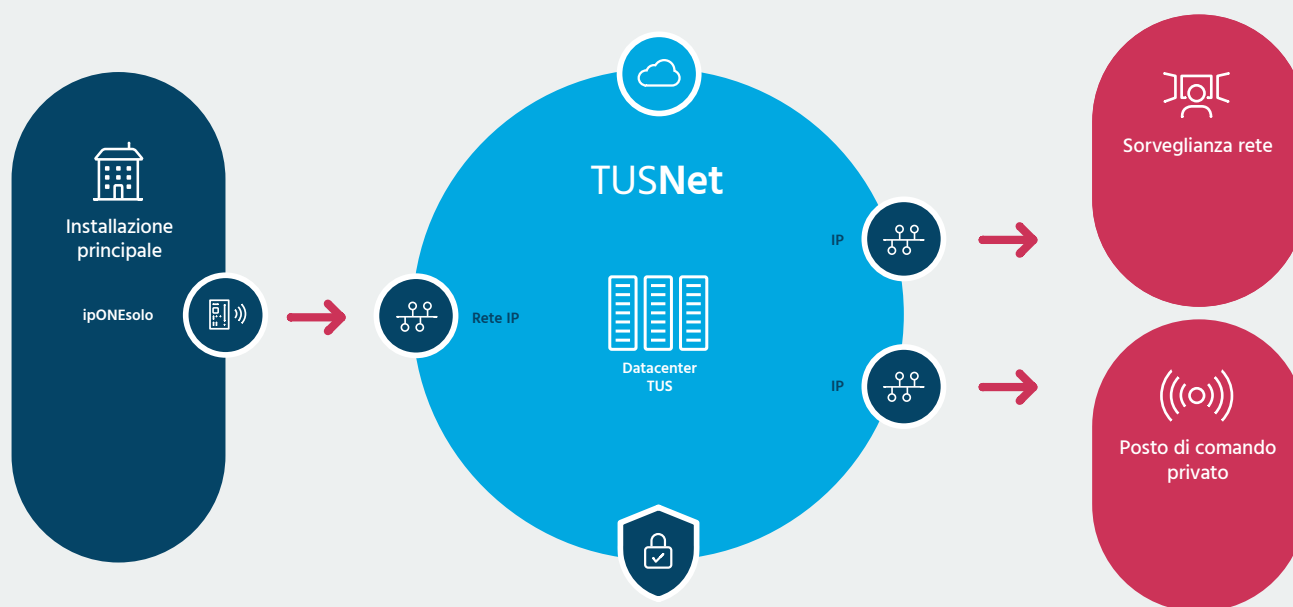 Installazione
principale
ipONEsolo
TUSNet
Rete IP
Datacenter
TUS
IP
IP
Sorveglianza rete
Posto di comando
privato